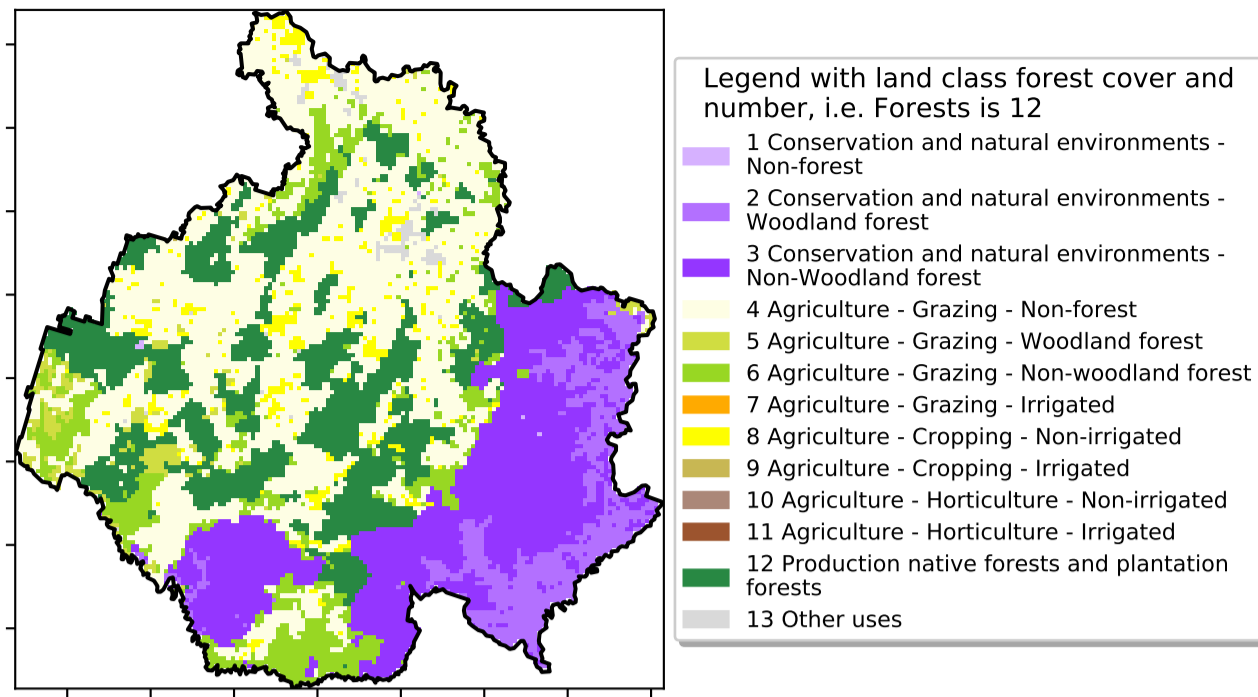 Legend with land class forest cover and
number, i.e. Forests is 12
1 Conservation and natural environments -
Non-forest
2 Conservation and natural environments -
Woodland forest
3 Conservation and natural environments -
Non-Woodland forest
4 Agriculture - Grazing - Non-forest
5 Agriculture - Grazing - Woodland forest
6 Agriculture - Grazing - Non-woodland forest
7 Agriculture - Grazing - Irrigated
8 Agriculture - Cropping - Non-irrigated
9 Agriculture - Cropping - Irrigated
10 Agriculture - Horticulture - Non-irrigated
11 Agriculture - Horticulture - Irrigated
12 Production native forests and plantation
forests
13 Other uses